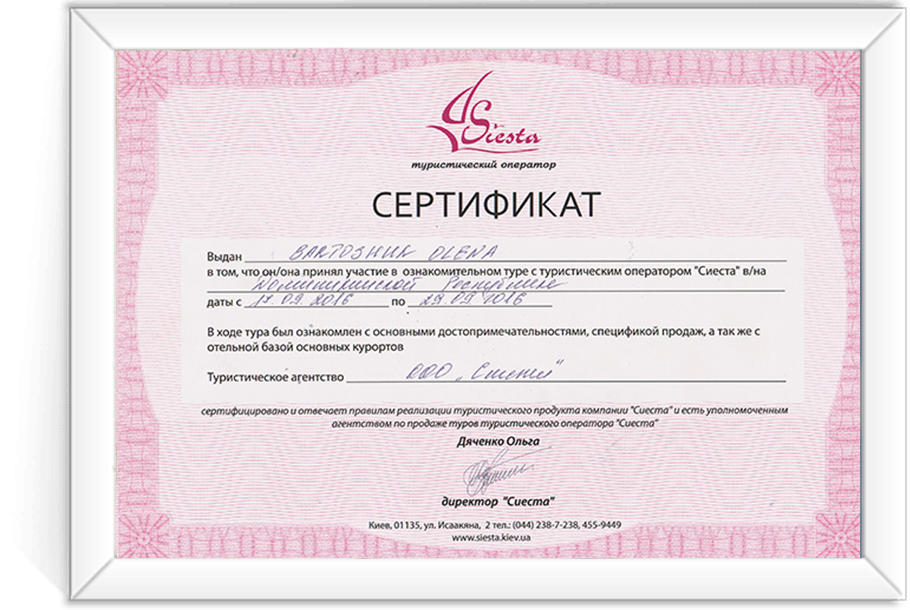 Siesta
туристический оператор
СЕРТИФИКАТ
Выдан BARTOSHUK OLENA
в том, что он/она принял участие в ознакомительном туре с туристическим оператором "Сиеста" в/на
Доминиканской Республике
даты с 17.09.2016 по 29.09.2016
В ходе тура был ознакомлен с основными достопримечательностями, спецификой продаж, а так же с
отельной базой основных курортов
Туристическое агентство ООО
сертифицировано и отвечает правилам реализации туристического продукта компании "Сиеста" и есть уполномоченным
агентством по продаже туров туристического оператора "Сиеста"
Дяченко Ольга
директор "Сиеста"
Киев, 01135, ул. Исаакяна, 2 тел.: (044) 238-7-238, 455-9449
www.siesta.kiev.ua